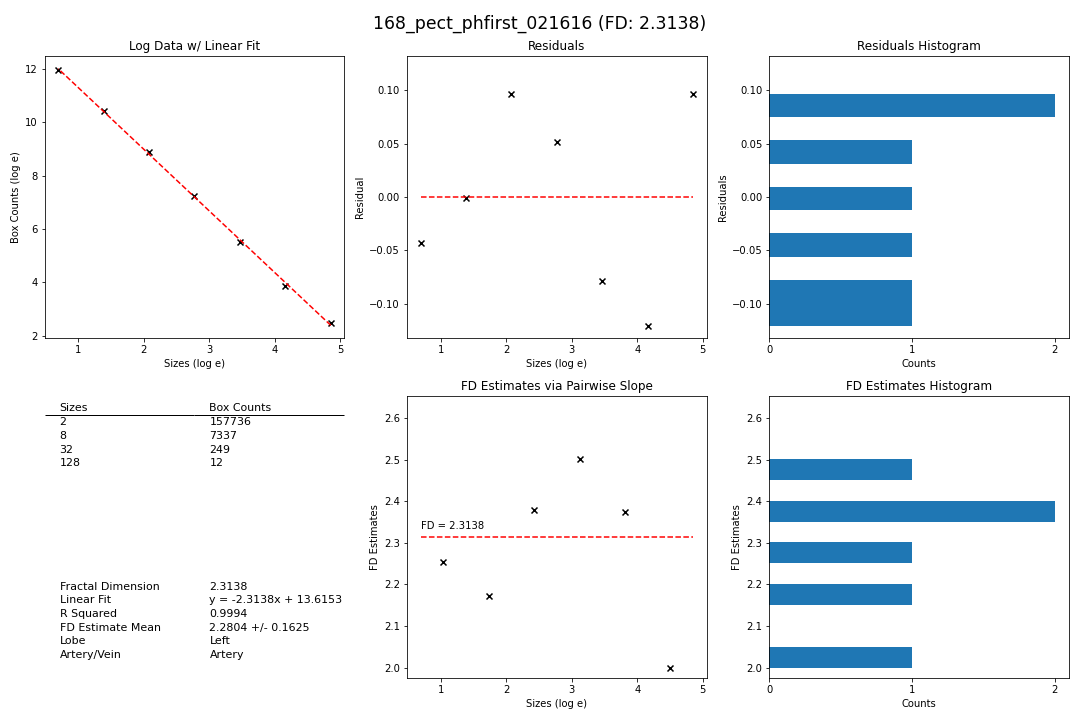 168_pect_phfirst_021616 (FD: 2.3138)
Log Data w/ Linear Fit
Box Counts (log e)
12
10
8
6
4
2
1 2 3 4 5
Sizes (log e)
Residuals
Residual
0.10
0.05
0.00
−0.05
−0.10
1 2 3 4 5
Sizes (log e)
Residuals Histogram
Residuals
0.10
0.05
0.00
−0.05
−0.10
0 1 2
Counts
Sizes Box Counts
2 157736
8 7337
32 249
128 12
Fractal Dimension 2.3138
Linear Fit y = -2.3138x + 13.6153
R Squared 0.9994
FD Estimate Mean 2.2804 +/- 0.1625
Lobe Left
Artery/Vein Artery
FD Estimates via Pairwise Slope
FD Estimates
2.6
2.5
2.4
2.3
2.2
2.1
2.0
FD = 2.3138
1 2 3 4 5
Sizes (log e)
FD Estimates Histogram
FD Estimates
2.6
2.5
2.4
2.3
2.2
2.1
2.0
0 1 2
Counts